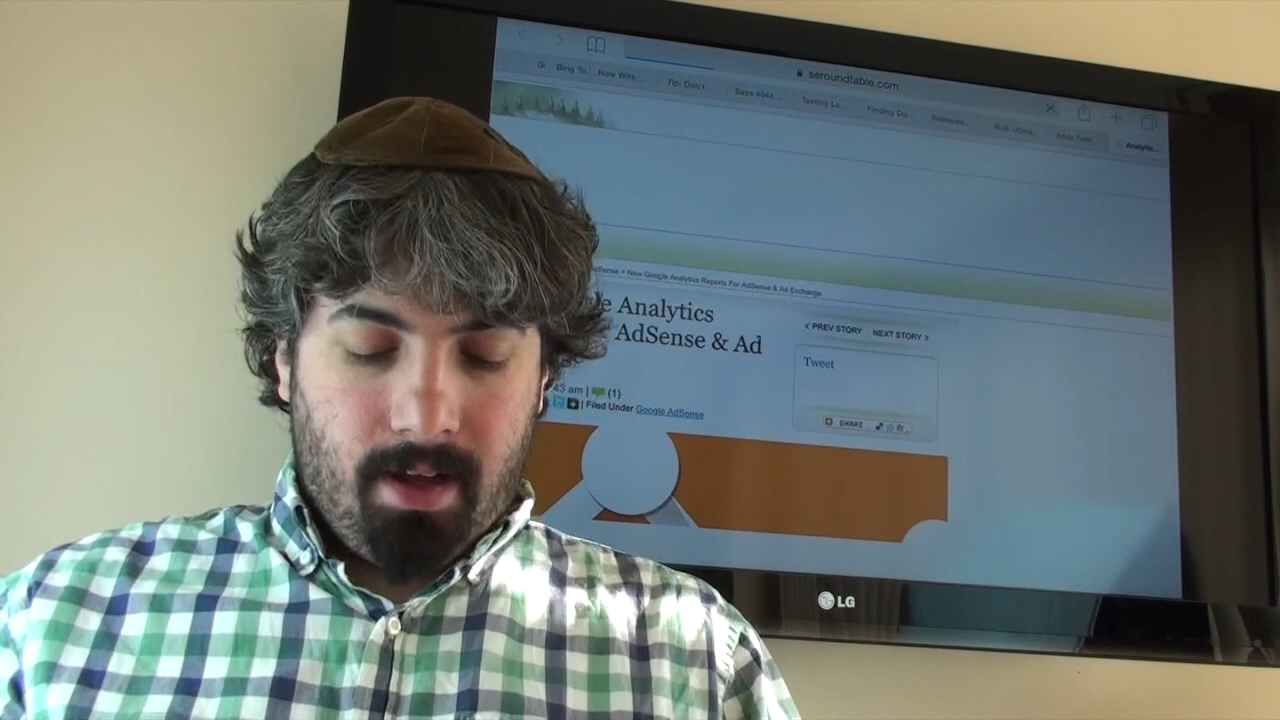 seroundtable.com
G Bing To.. Now With... Tip: Don't Says 404s... Testing Lo... Finding Du... Releases.. Bulk Adds Analytic...
AdSense > New Google Analytics Reports For AdSense & Ad Exchange
e Analytics
AdSense & Ad
< PREV STORY NEXT STORY >
Tweet
43 am | (1)
| Filed Under Google AdSense
SHARE
LG